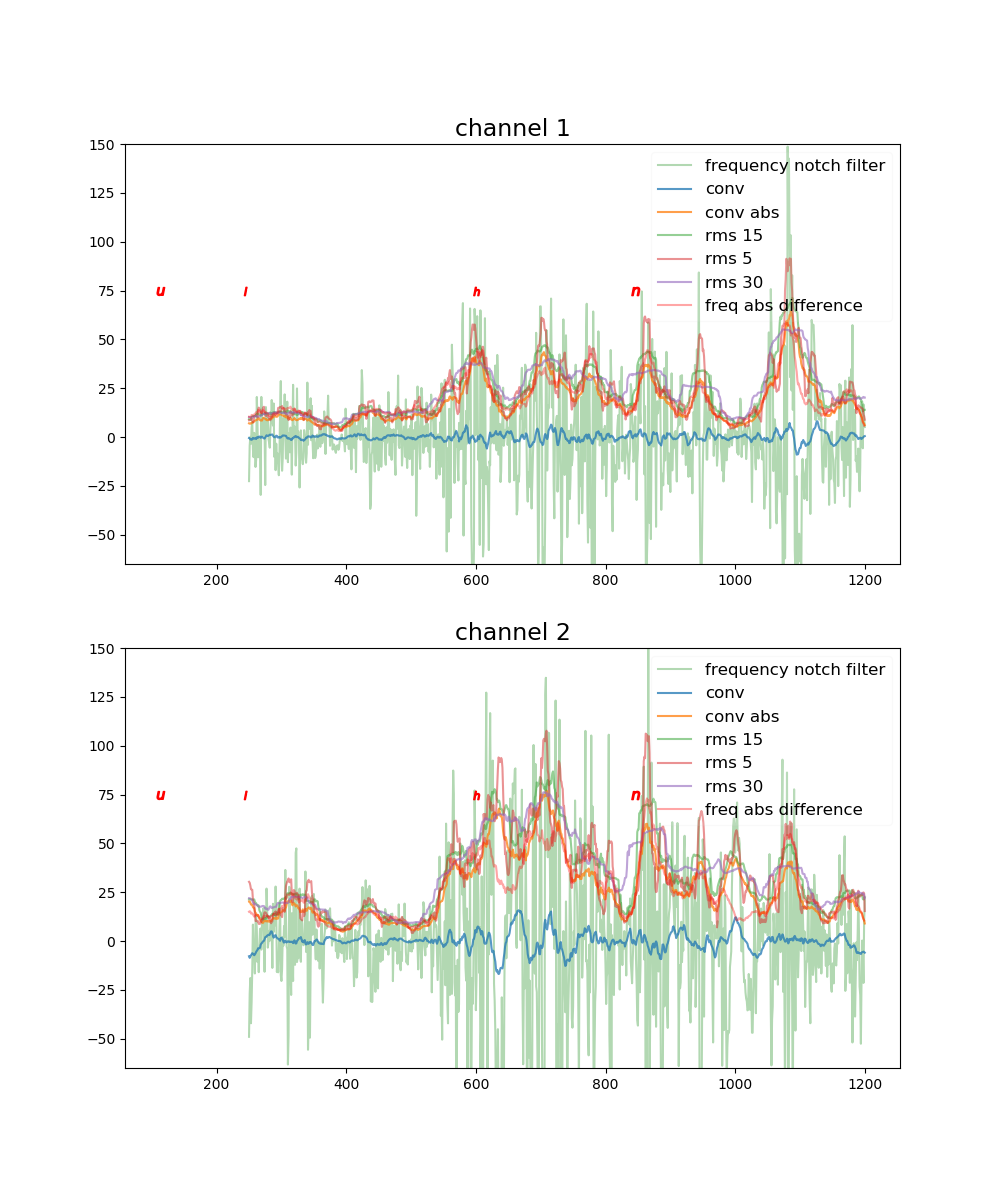 channel 1
150
125
100
75
50
25
0
−25
−50
frequency notch filter
conv
conv abs
rms 15
rms 5
rms 30
freq abs difference
u l h n
200 400 600 800 1000 1200
channel 2
150
125
100
75
50
25
0
−25
−50
frequency notch filter
conv
conv abs
rms 15
rms 5
rms 30
freq abs difference
u l h n
200 400 600 800 1000 1200